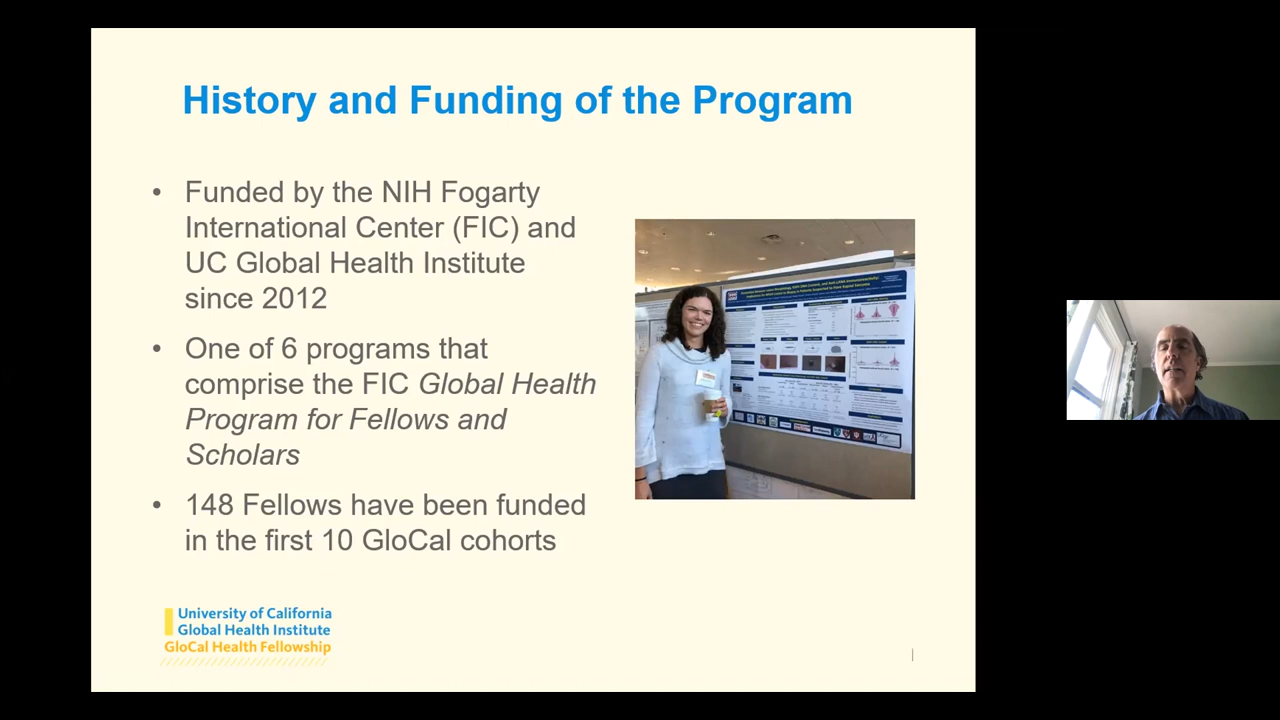 History and Funding of the Program
• Funded by the NIH Fogarty
International Center (FIC) and
UC Global Health Institute
since 2012
• One of 6 programs that
comprise the FIC Global Health
Program for Fellows and
Scholars
• 148 Fellows have been funded
in the first 10 GloCal cohorts
University of California
Global Health Institute
GloCal Health Fellowship